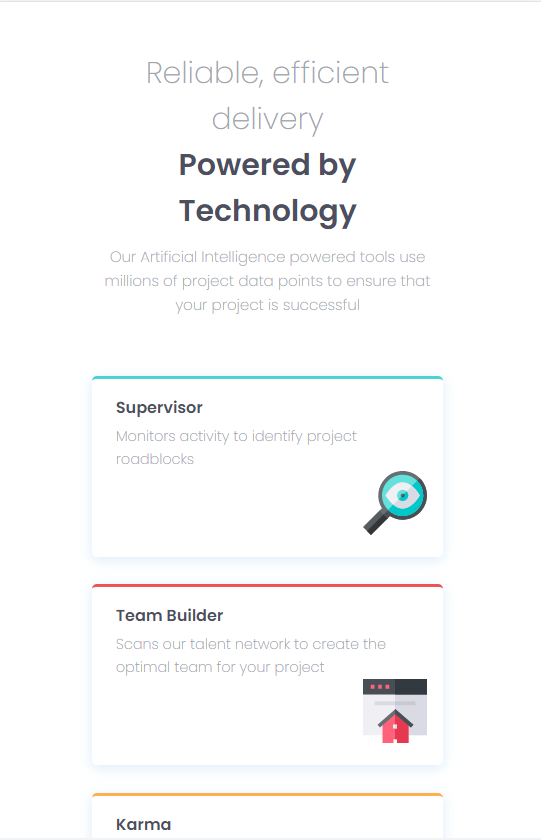 Reliable, efficient
delivery
Powered by
Technology
Our Artificial Intelligence powered tools use
millions of project data points to ensure that
your project is successful
Supervisor
Monitors activity to identify project
roadblocks
Team Builder
Scans our talent network to create the
optimal team for your project
Karma